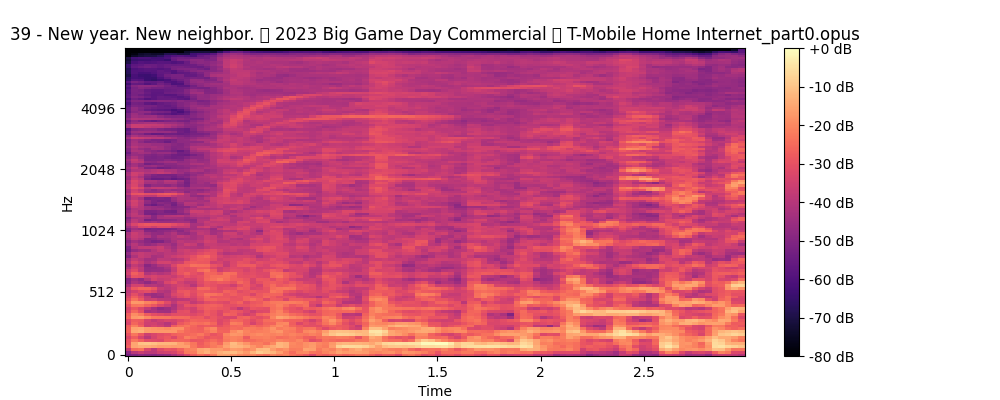 39 - New year. New neighbor. 2023 Big Game Day Commercial T-Mobile Home Internet_part0.opus
+0 dB
4096
-10 dB
-20 dB
2048
-30 dB
Hz
-40 dB
1024
-50 dB
512
-60 dB
-70 dB
0
-80 dB
0 0.5 1 1.5 2 2.5
Time